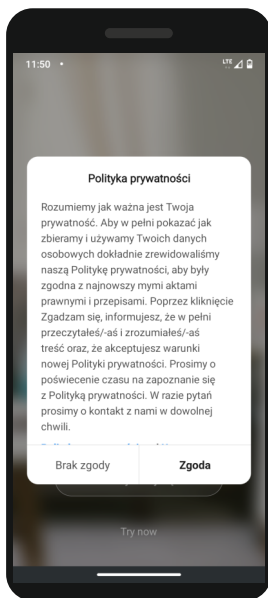 11:50
LTE
Polityka prywatności
Rozumiemy jak ważna jest Twoja
prywatność. Aby w pełni pokazać jak
zbieramy i używamy Twoich danych
osobowych dokładnie zrewidowaliśmy
naszą Politykę prywatności, aby były
zgodna z najnowszy mymi aktami
prawnymi i przepisami. Poprzez kliknięcie
Zgadzam się, informujesz, że w pełni
przeczytałeś/-aś i zrozumiałeś/-aś
treść oraz, że akceptujesz warunki
nowej Polityki prywatności. Prosimy o
poświecenie czasu na zapoznanie się
z Polityką prywatności. W razie pytań
prosimy o kontakt z nami w dowolnej
chwili.
Brak zgody
Zgoda
Try now